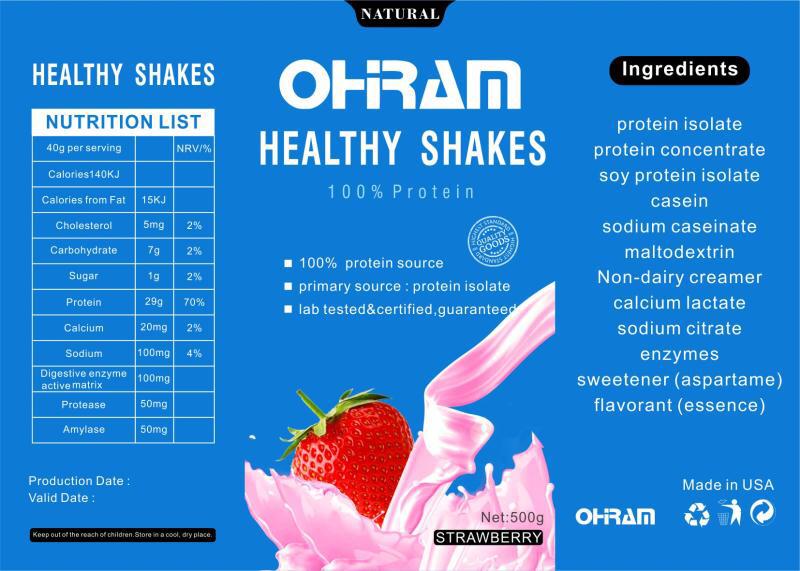 NATURAL
HEALTHY SHAKES
NUTRITION LIST
40g per serving NRV/%
Calories140KJ
Calories from Fat 15KJ
Cholesterol 5mg 2%
Carbohydrate 7g 2%
Sugar 1g 2%
Protein 29g 70%
Calcium 20mg 2%
Sodium 100mg 4%
Digestive enzyme
active matrix 100mg
Protease 50mg
Amylase 50mg
Production Date :
Valid Date :
Keep out of the reach of children.Store in a cool, dry place.
OHRAM
HEALTHY SHAKES
100% Protein
HIGHEST STANDARD
QUALITY
GOODS
HIGHEST STANDARD
■ 100% protein source
■ primary source : protein isolate
■ lab tested&certified,guaranteed
Net:500g
STRAWBERRY
Ingredients
protein isolate
protein concentrate
soy protein isolate
casein
sodium caseinate
maltodextrin
Non-dairy creamer
calcium lactate
sodium citrate
enzymes
sweetener (aspartame)
flavorant (essence)
Made in USA
OHRAM